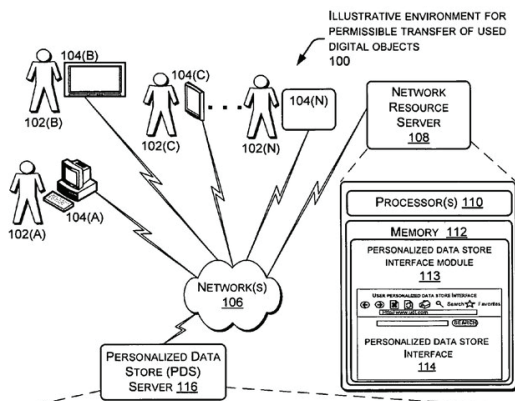 ILLUSTRATIVE ENVIRONMENT FOR
PERMISSIBLE TRANSFER OF USED
DIGITAL OBJECTS
100
104(B)
102(B)
104(C)
102(C)
104(N)
102(N)
NETWORK
RESOURCE
SERVER
108
102(A)
104(A)
PROCESSOR(S) 110
MEMORY 112
PERSONALIZED DATA STORE
INTERFACE MODULE
113
USER PERSONALIZED DATA STORE INTERFACE
Search Favorites
SEARCH
PERSONALIZED DATA STORE
INTERFACE
114
NETWORK(S)
106
PERSONALIZED DATA
STORE (PDS)
SERVER 116